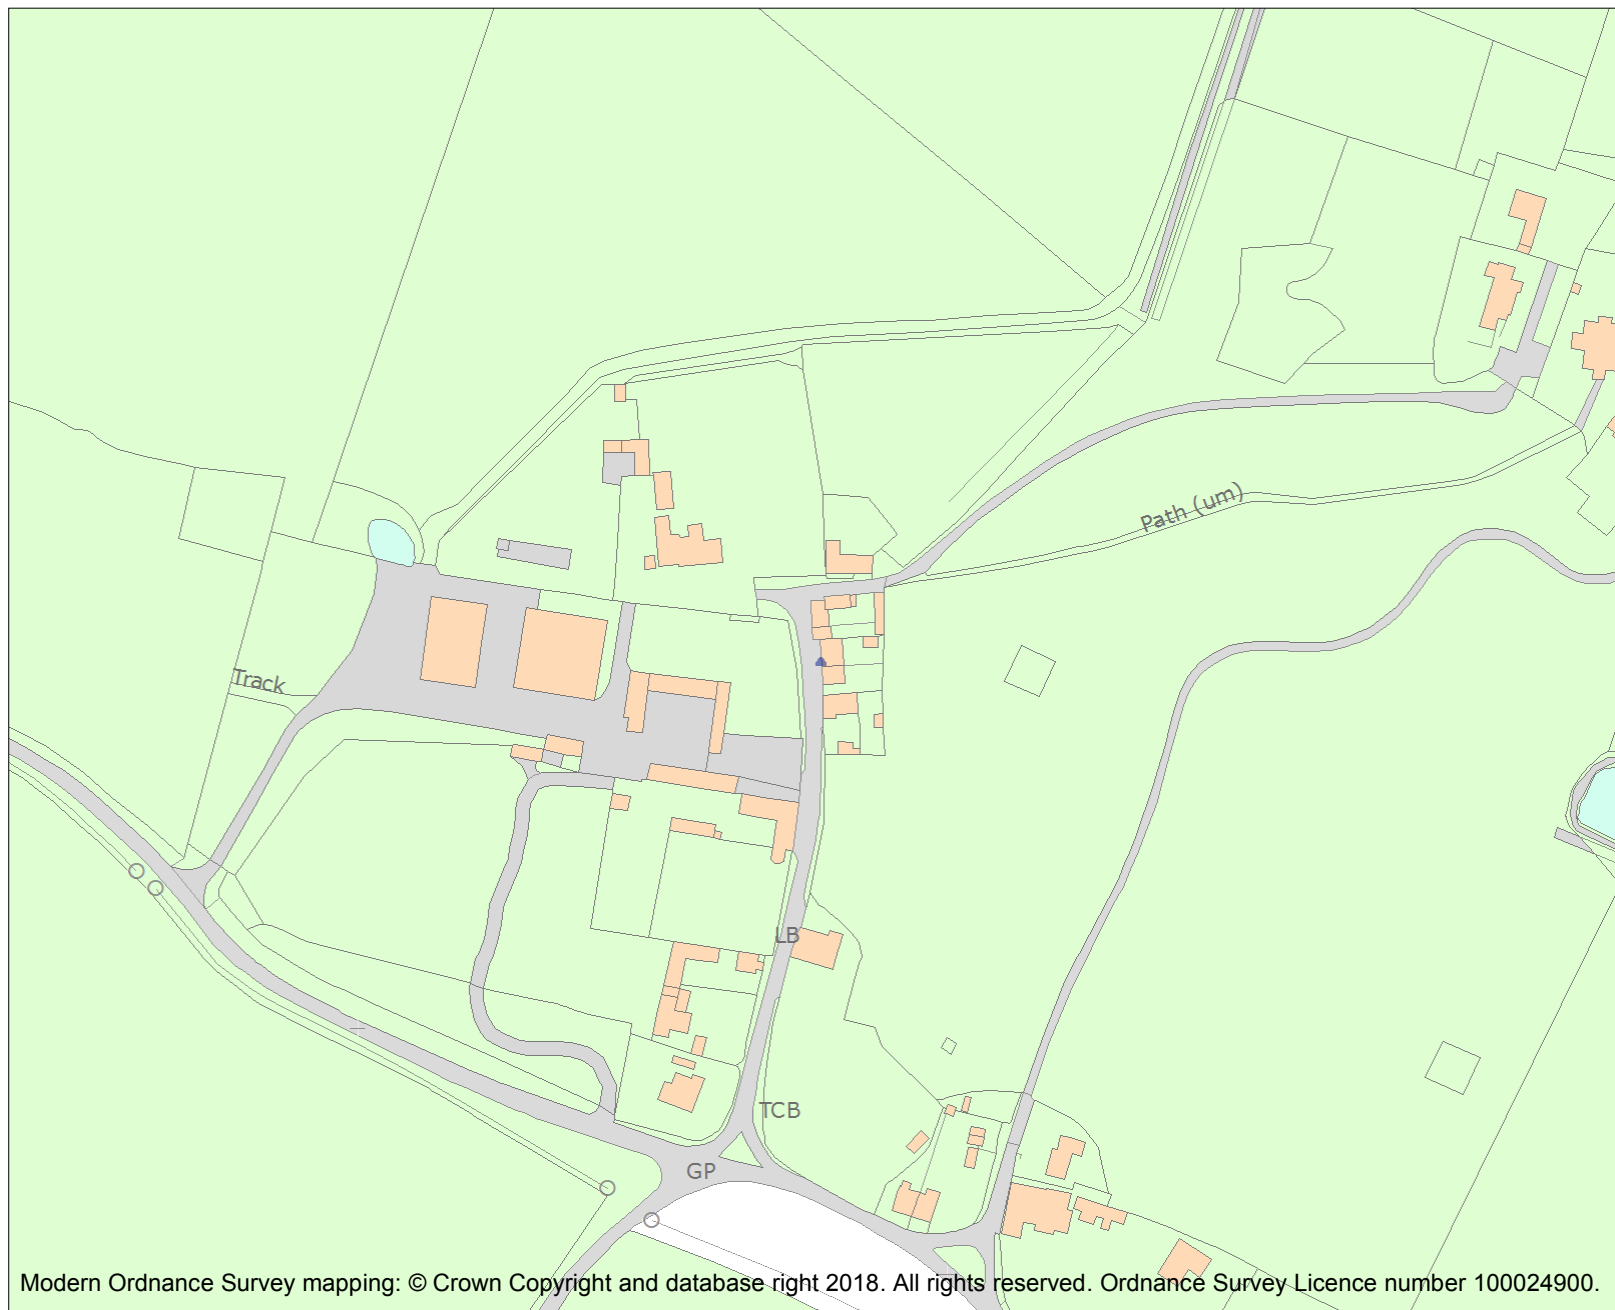 Path (um)
Track
LB
TCB
GP
Modern Ordnance Survey mapping: © Crown Copyright and database right 2018. All rights reserved. Ordnance Survey Licence number 100024900.